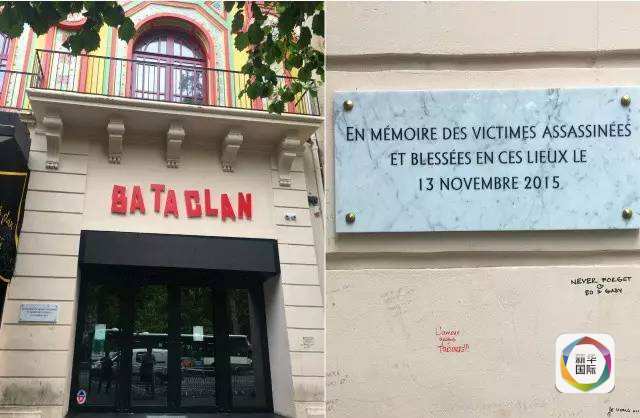 BATACLAN
EN MÉMOIRE DES VICTIMES ASSASSINÉES
ET BLESSÉES EN CES LIEUX LE
13 NOVEMBRE 2015
NEVER FORGET
L'amour
新华
国际